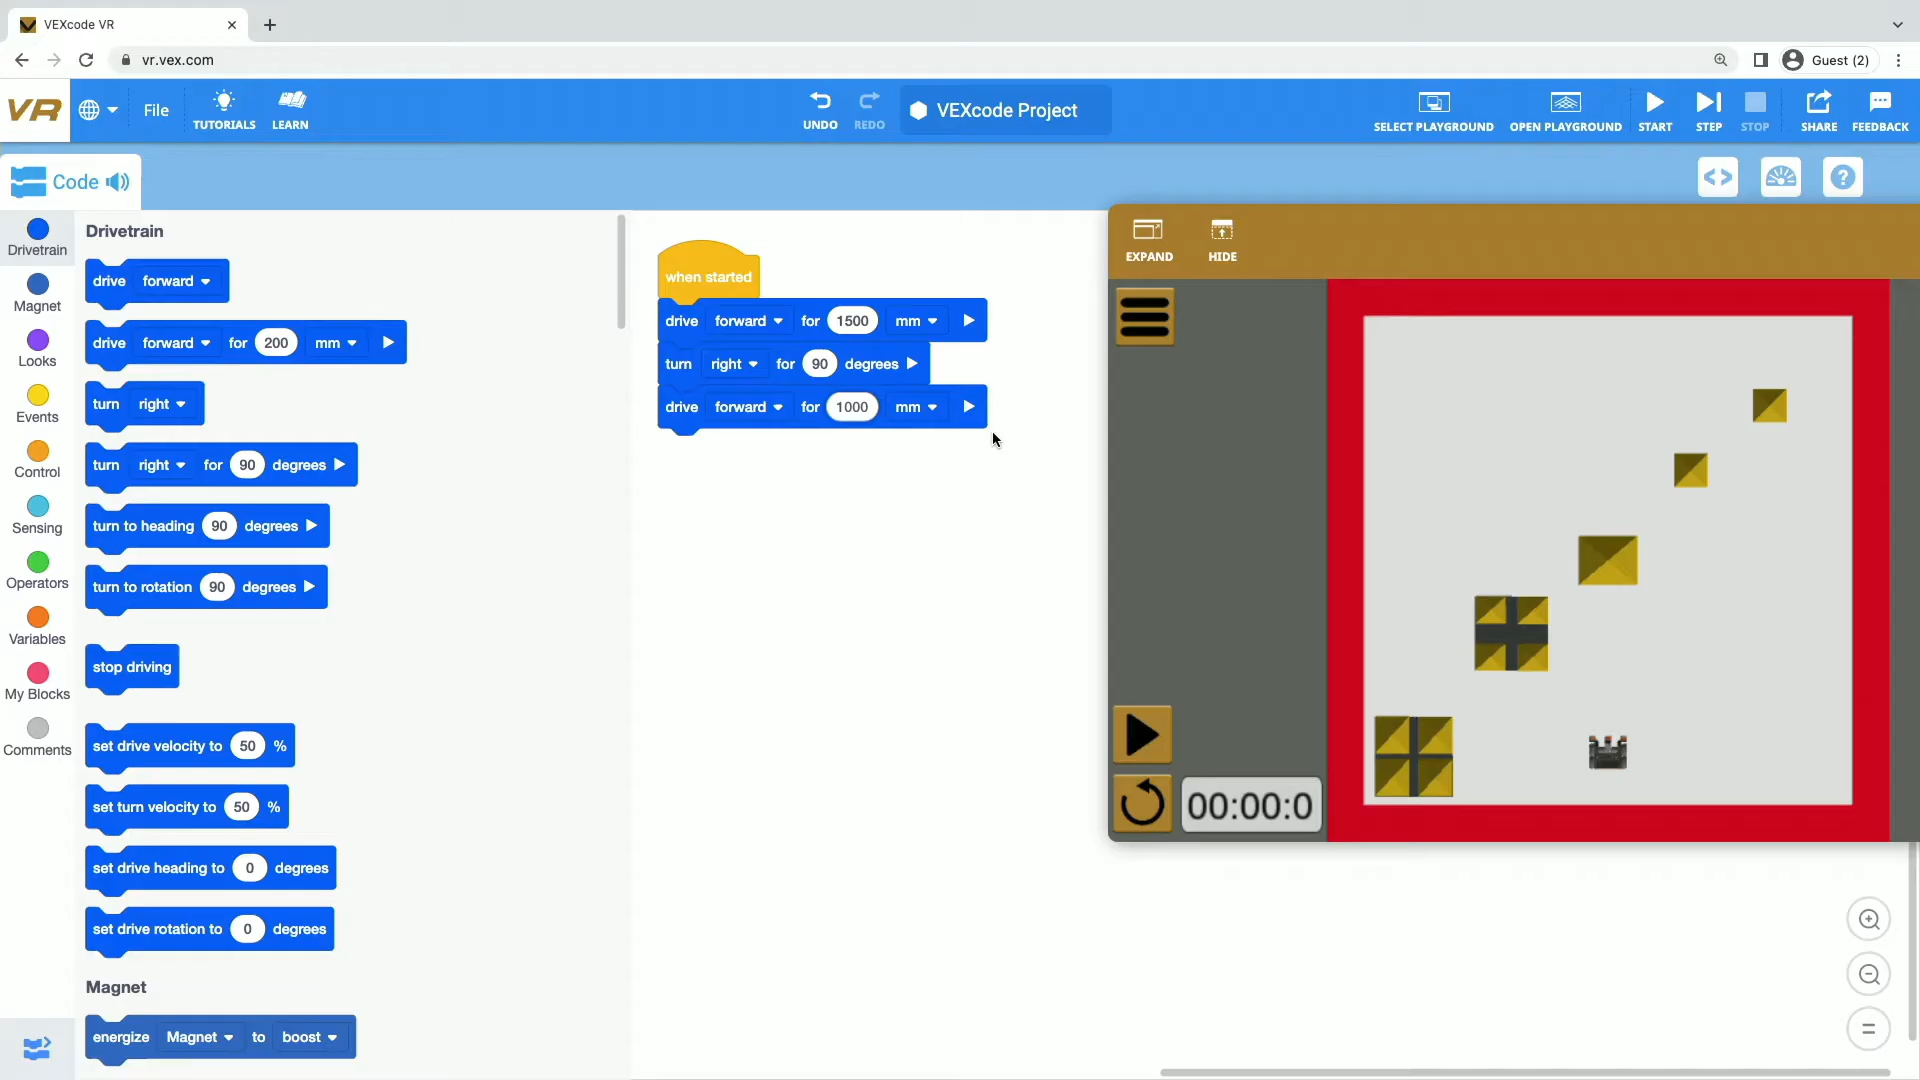 VEXcode VR
vr.vex.com
Guest (2)
VR
File
TUTORIALS
LEARN
UNDO
REDO
VEXcode Project
SELECT PLAYGROUND
OPEN PLAYGROUND
START
STEP
STOP
SHARE
FEEDBACK
Code
Drivetrain
Magnet
Looks
Events
Control
Sensing
Operators
Variables
My Blocks
Comments
Drivetrain
drive forward
drive forward for 200 mm
turn right
turn right for 90 degrees
turn to heading 90 degrees
turn to rotation 90 degrees
stop driving
set drive velocity to 50 %
set turn velocity to 50 %
set drive heading to 0 degrees
set drive rotation to 0 degrees
Magnet
energize Magnet to boost
when started
drive forward for 1500 mm
turn right for 90 degrees
drive forward for 1000 mm
EXPAND
HIDE
00:00:0